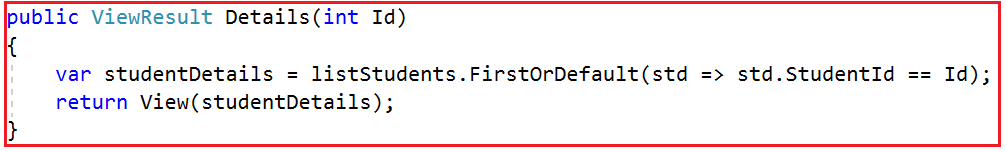 public ViewResult Details(int Id)
{
    var studentDetails = listStudents.FirstOrDefault(std => std.StudentId == Id);
    return View(studentDetails);
}